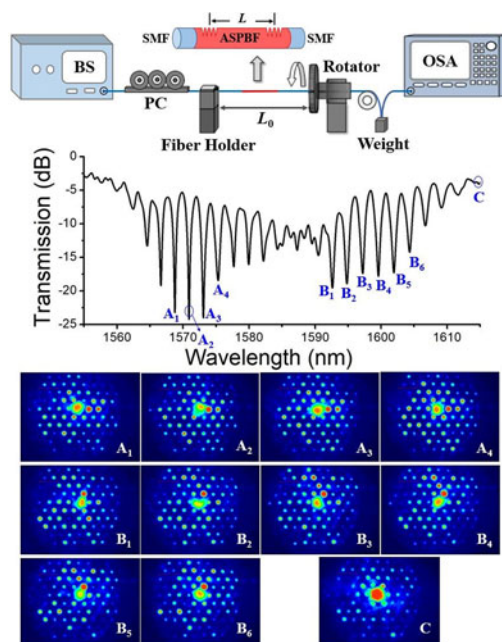 L
SMF
ASPBF
SMF
BS
OSA
Rotator
PC
L₀
Fiber Holder
Weight
Transmission (dB)
0
-5
-10
-15
-20
-25
C
A₄
B₆
B₁ B₂ B₃ B₄ B₅
A₁ A₃
A₂
1560 1570 1580 1590 1600 1610
Wavelength (nm)
A₁ A₂ A₃ A₄
B₁ B₂ B₃ B₄
B₅ B₆ C